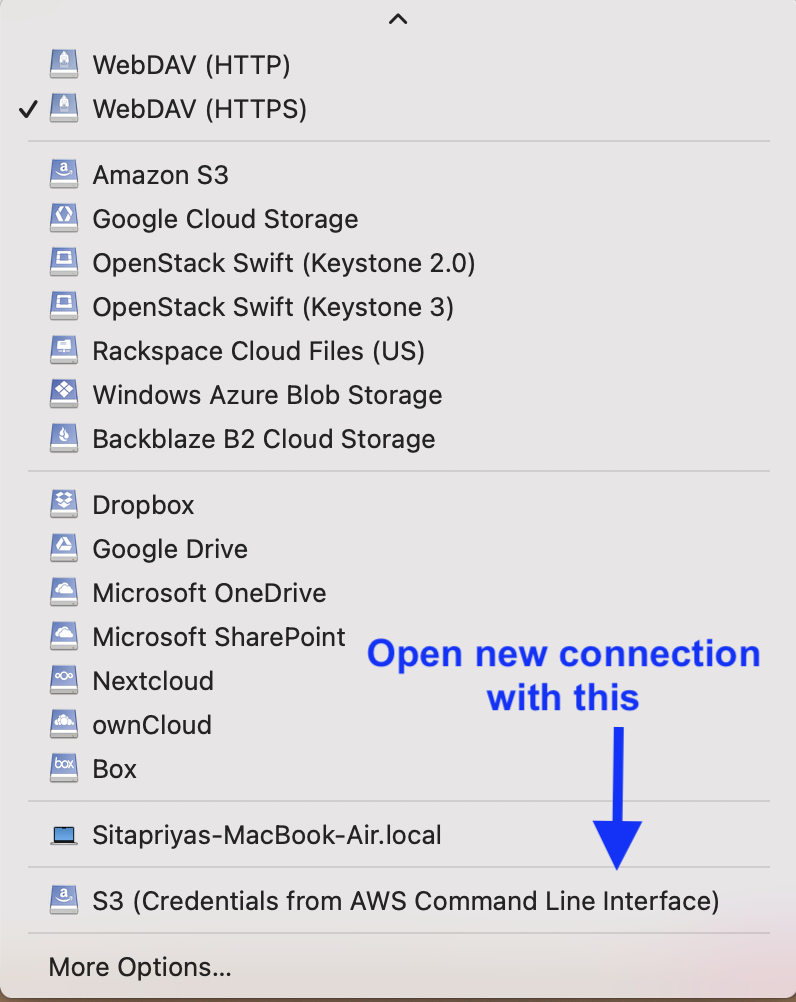 WebDAV (HTTP)
WebDAV (HTTPS)
Amazon S3
Google Cloud Storage
OpenStack Swift (Keystone 2.0)
OpenStack Swift (Keystone 3)
Rackspace Cloud Files (US)
Windows Azure Blob Storage
Backblaze B2 Cloud Storage
Dropbox
Google Drive
Microsoft OneDrive
Microsoft SharePoint
Open new connection
with this
Nextcloud
ownCloud
box Box
Sitapriyas-MacBook-Air.local
S3 (Credentials from AWS Command Line Interface)
More Options...